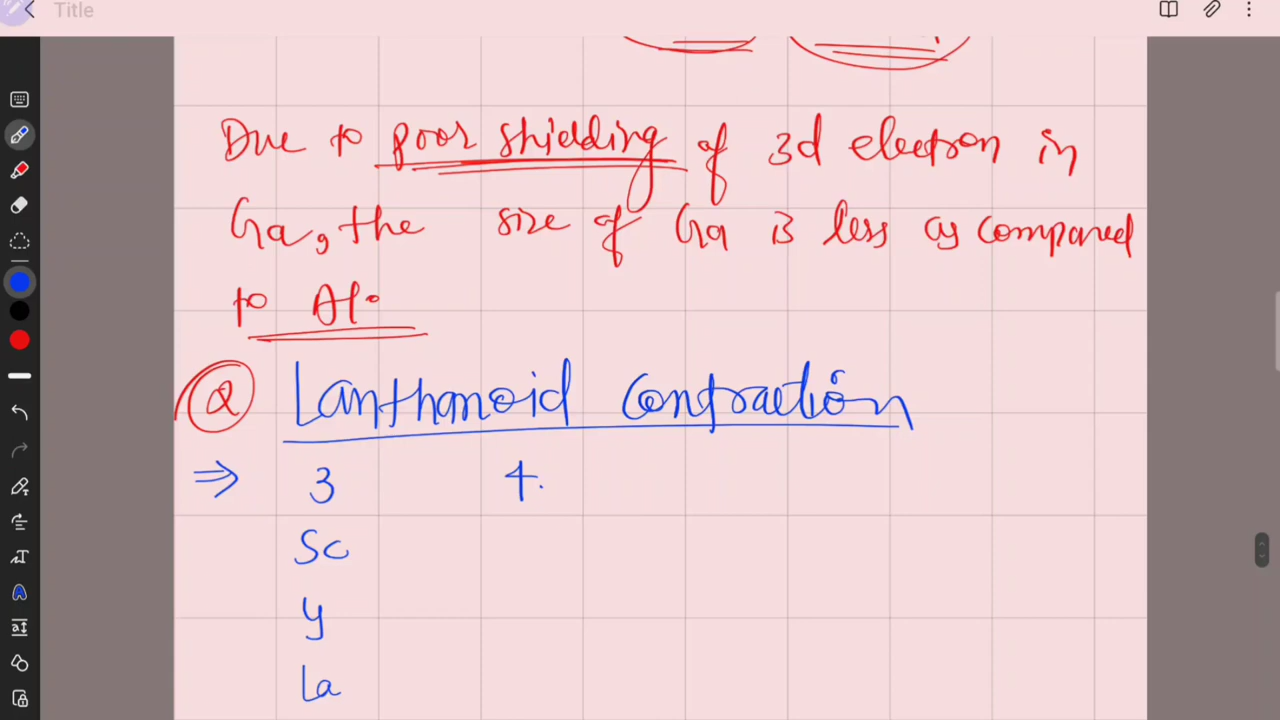 Title
Due to poor shielding of 3d electron in
Ga, the size of Ga is less as compared
to Al.
② Lanthanoid Contraction
⇒ 3 4.
Sc
Y
La